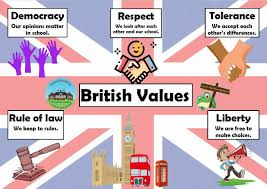 Democracy
Our opinions matter
in school.
Respect
We look after each
other and our school.
Tolerance
We accept each
other's differences.
British Values
Rule of law
We keep to rules.
Liberty
We are free to
make choices.